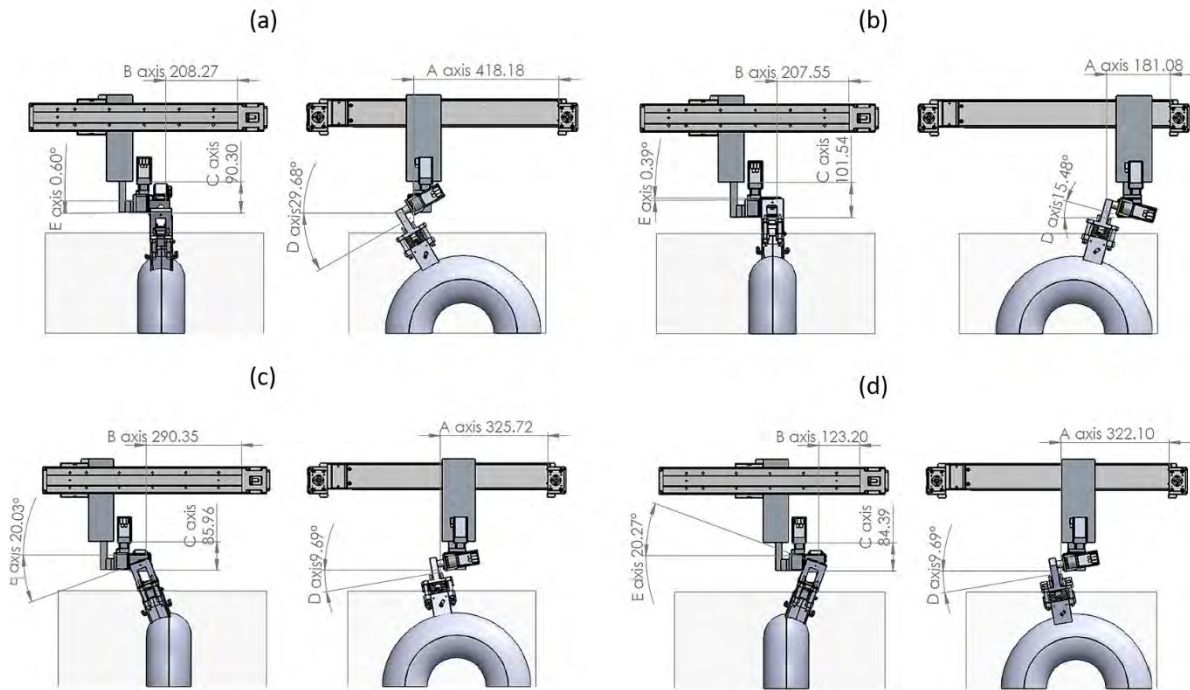 (a)
B axis 208.27
A axis 418.18
E axis 0.60°
C axis
90.30
D axis29.68°
(b)
B axis 207.55
A axis 181.08
E axis 0.39°
C axis
101.54
D axis15.48°
(c)
B axis 290.35
A axis 325.72
axis 20.03°
C axis
85.96
D axis9.69°
(d)
B axis 123.20
A axis 322.10
E axis 20.27°
C axis
84.39
D axis9.69°